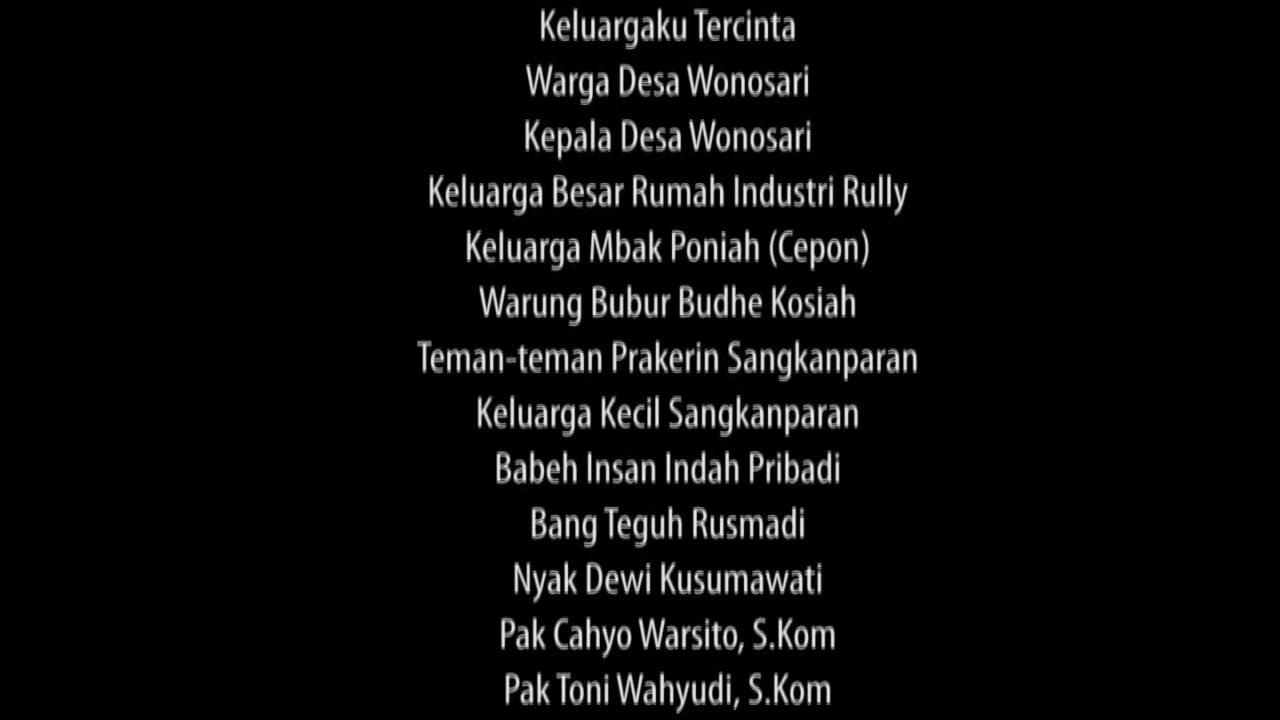 Keluargaku Tercinta
Warga Desa Wonosari
Kepala Desa Wonosari
Keluarga Besar Rumah Industri Rully
Keluarga Mbak Poniah (Cepon)
Warung Bubur Budhe Kosiah
Teman-teman Prakerin Sangkanparan
Keluarga Kecil Sangkanparan
Babeh Insan Indah Pribadi
Bang Teguh Rusmadi
Nyak Dewi Kusumawati
Pak Cahyo Warsito, S.Kom
Pak Toni Wahyudi, S.Kom